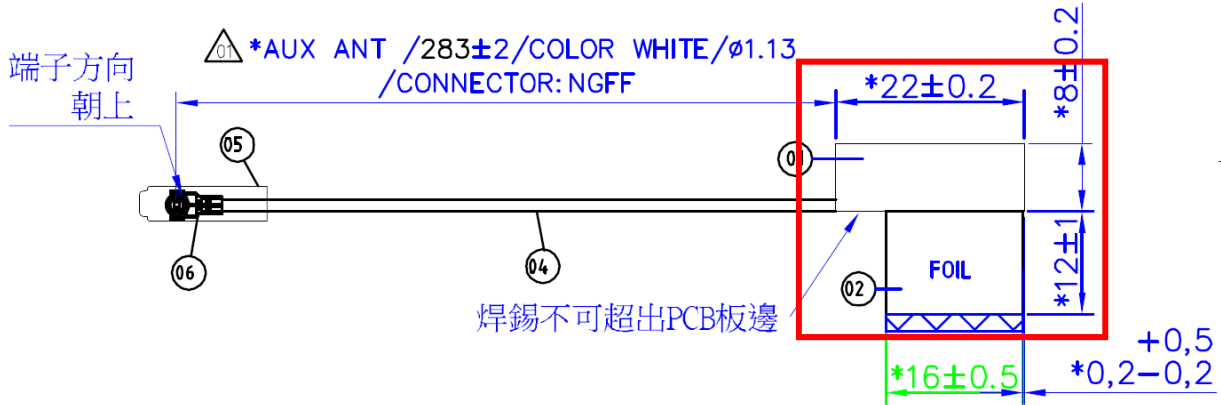 01
*AUX ANT /283±2/COLOR WHITE/ø1.13
/CONNECTOR:NGFF
端子方向
朝上
*22±0.2
*8±0.2
05
01
06
04
02
FOIL
*12±1
焊錫不可超出PCB板邊
*16±0.5
+0,5
*0,2-0,2